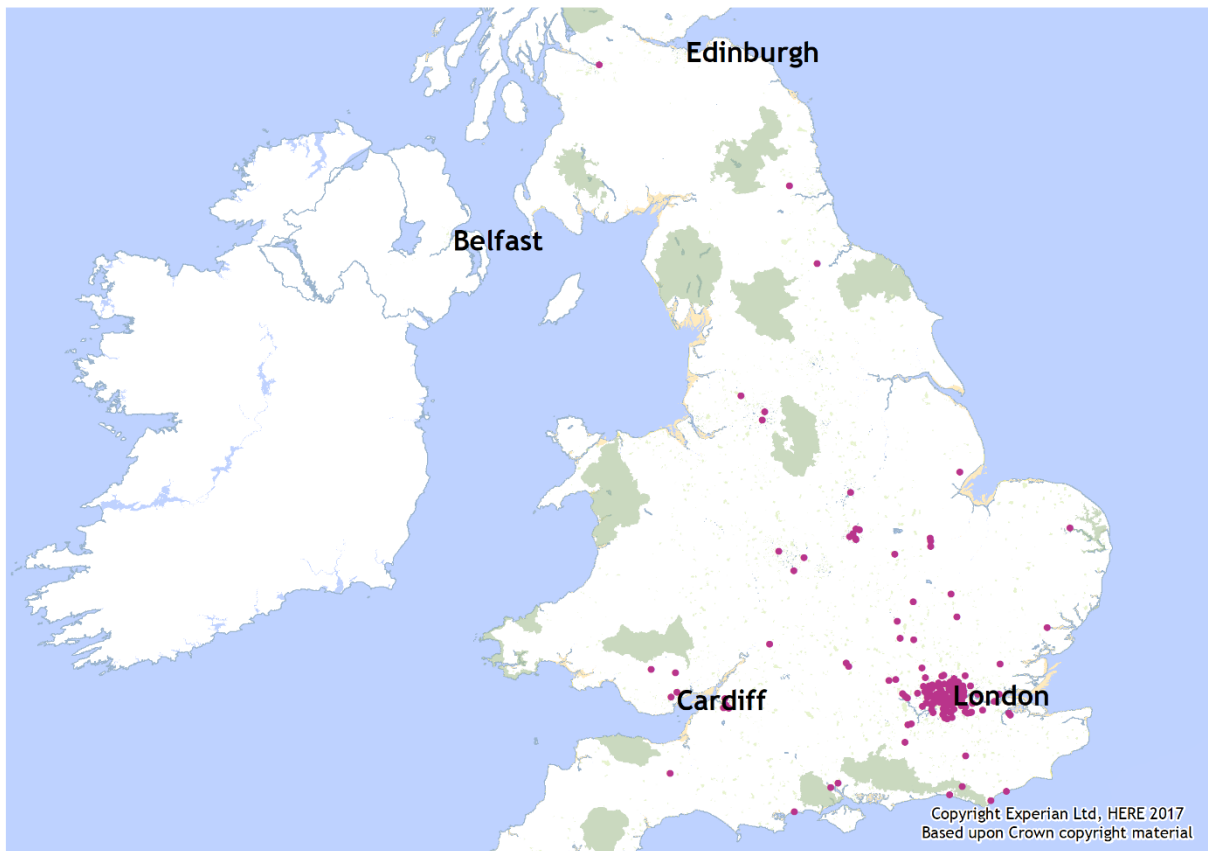 Edinburgh
Belfast
Cardiff
London
Copyright Experian Ltd, HERE 2017
Based upon Crown copyright material